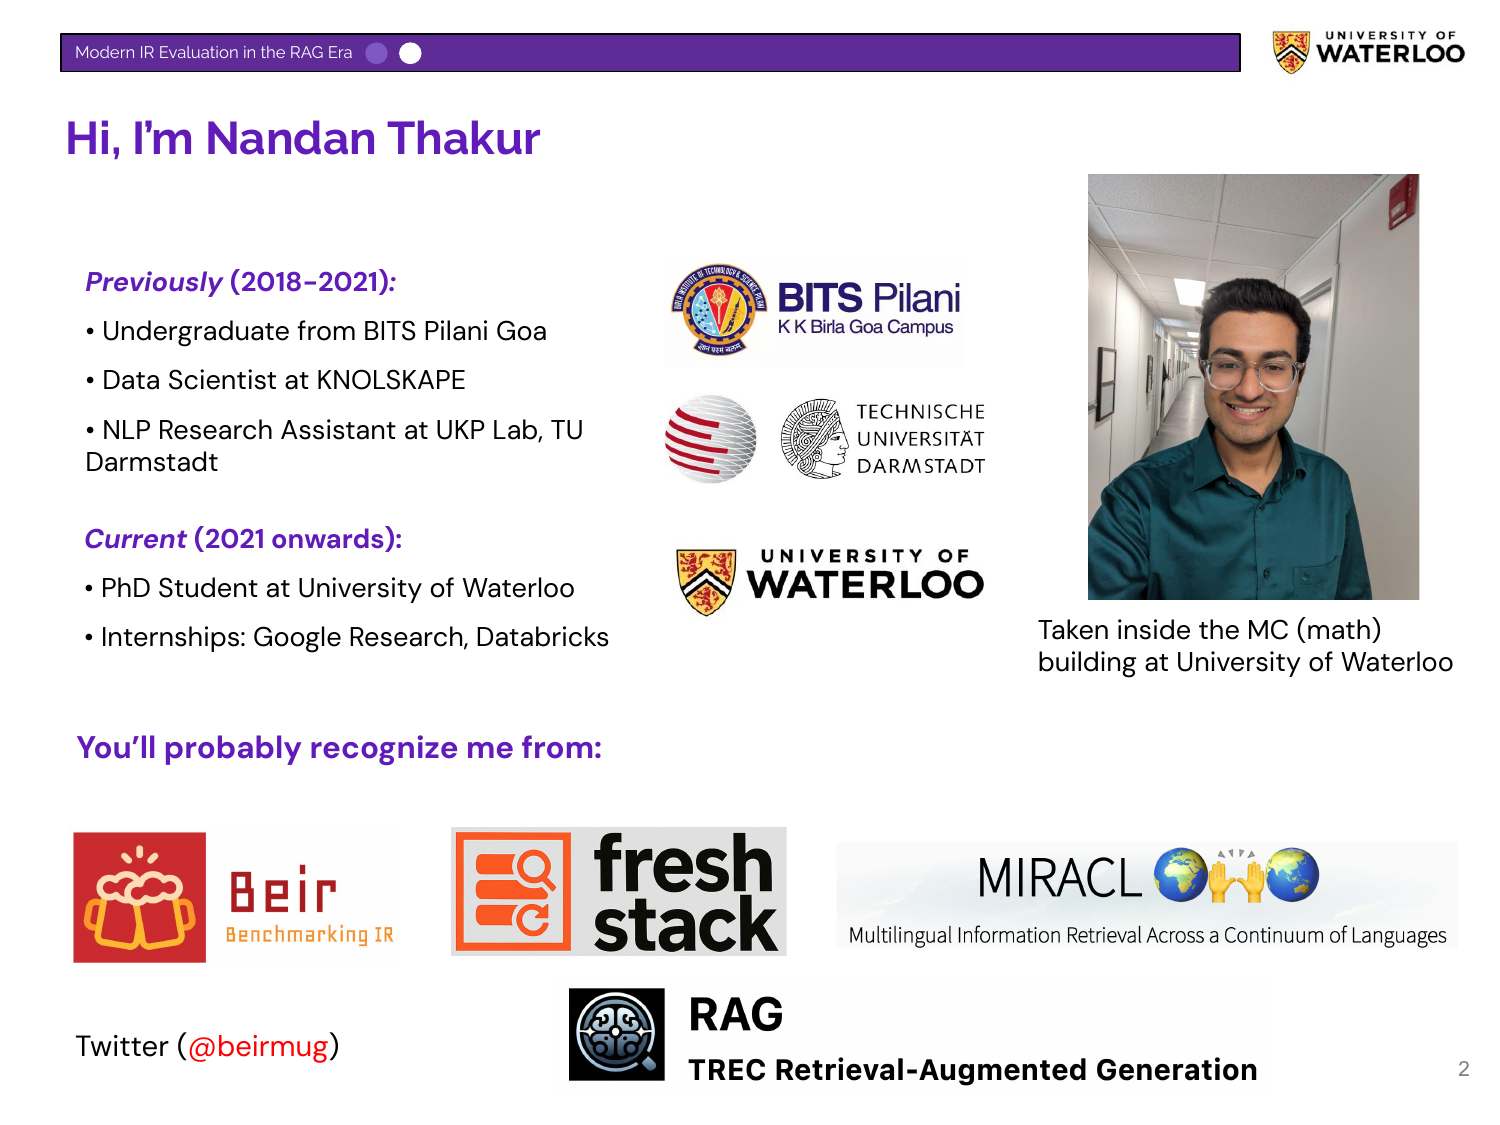 Modern IR Evaluation in the RAG Era
UNIVERSITY OF
WATERLOO
Hi, I’m Nandan Thakur
Previously (2018-2021):
• Undergraduate from BITS Pilani Goa
• Data Scientist at KNOLSKAPE
• NLP Research Assistant at UKP Lab, TU
Darmstadt
BITS Pilani
K K Birla Goa Campus
TECHNISCHE
UNIVERSITÄT
DARMSTADT
Current (2021 onwards):
• PhD Student at University of Waterloo
• Internships: Google Research, Databricks
UNIVERSITY OF
WATERLOO
Taken inside the MC (math)
building at University of Waterloo
You’ll probably recognize me from:
Beir
Benchmarking IR
fresh
stack
MIRACL
Multilingual Information Retrieval Across a Continuum of Languages
Twitter (@beirmug)
RAG
TREC Retrieval-Augmented Generation
2